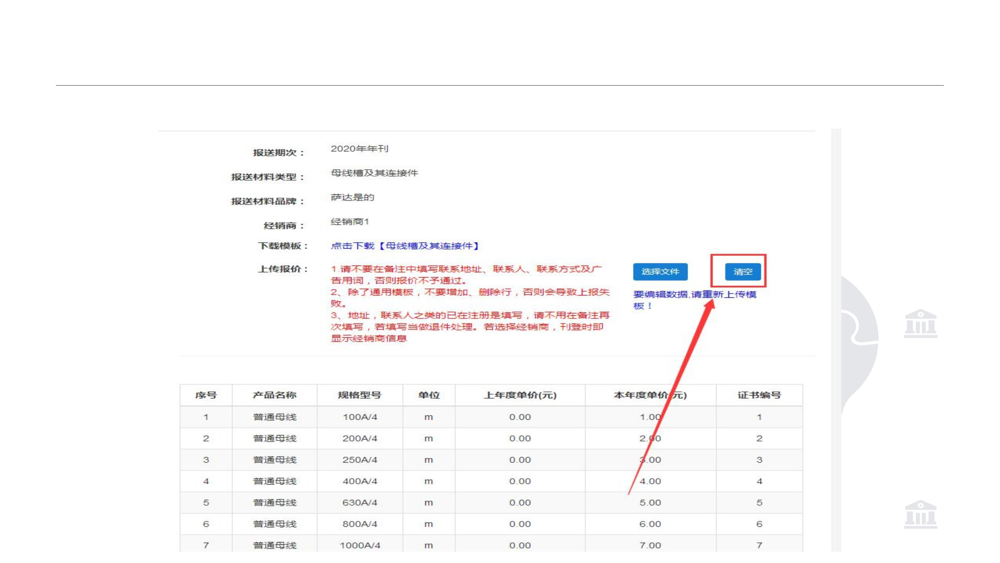 报送期次：
2020年年刊
报送材料类型：
母线槽及其连接件
报送材料品牌：
萨达是的
经销商：
经销商1
下载模板：
点击下载【母线槽及其连接件】
上传报价：
1.请不要在备注中填写联系地址、联系人、联系方式及广
告用词，否则报价不予通过。
2、除了通用模板，不要增加、删除行，否则会导致上报失
败。
3、地址，联系人之类的已在注册是填写，请不用在备注再
次填写，若填写当做退件处理。若选择经销商，刊登时即
显示经销商信息
选择文件
清空
要编辑数据,请重新上传模
板！
序号 产品名称 规格型号 单位 上年度单价(元) 本年度单价(元) 证书编号
1 普通母线 100A/4 m 0.00 1.00 1
2 普通母线 200A/4 m 0.00 2.00 2
3 普通母线 250A/4 m 0.00 3.00 3
4 普通母线 400A/4 m 0.00 4.00 4
5 普通母线 630A/4 m 0.00 5.00 5
6 普通母线 800A/4 m 0.00 6.00 6
7 普通母线 1000A/4 m 0.00 7.00 7